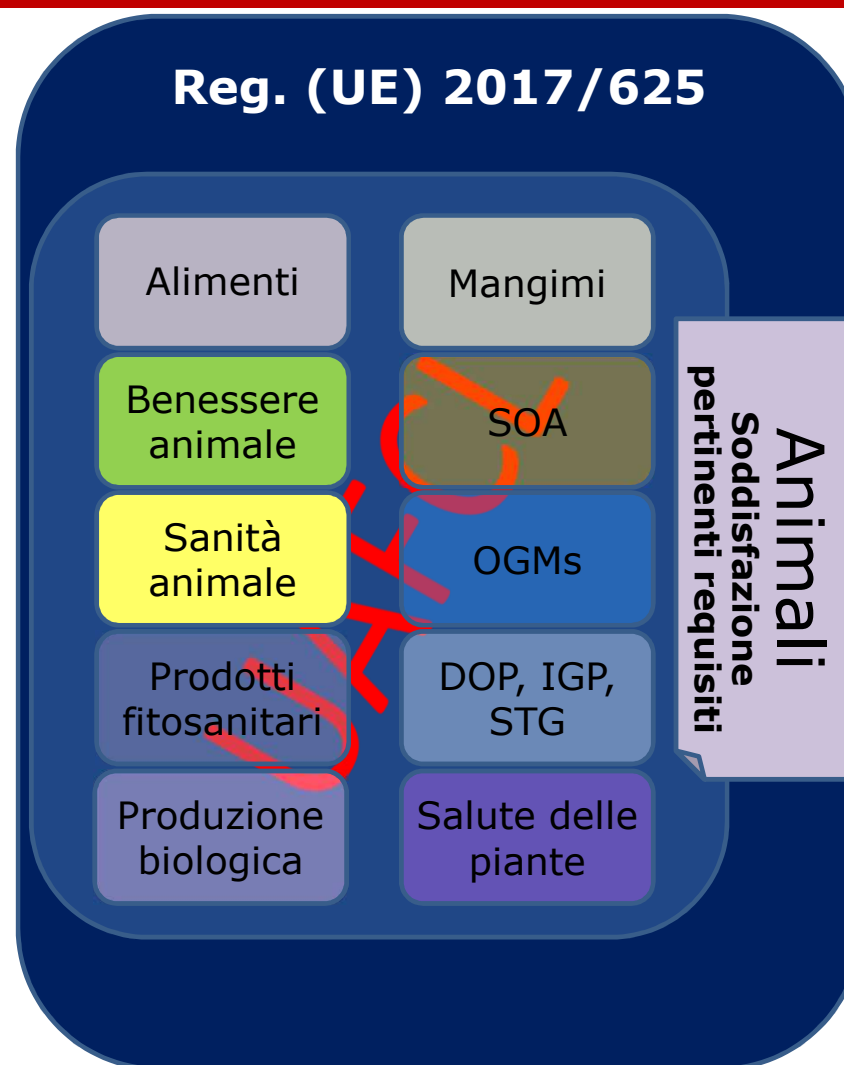 Reg. (UE) 2017/625
Alimenti
Mangimi
Benessere
animale
SOA
Sanità
animale
OGMs
Prodotti
fitosanitari
DOP, IGP,
STG
Produzione
biologica
Salute delle
piante
Animali
Soddisfazione
pertinenti requisiti